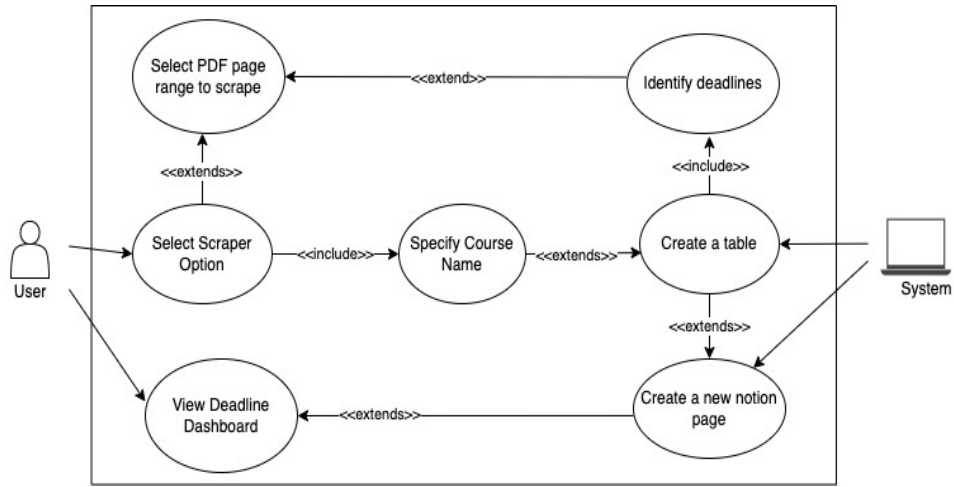 Select PDF page
range to scrape
<<extend>>
Identify deadlines
<<extends>>
<<include>>
User
Select Scraper
Option
<<include>>
Specify Course
Name
<<extends>>
Create a table
System
<<extends>>
View Deadline
Dashboard
<<extends>>
Create a new notion
page